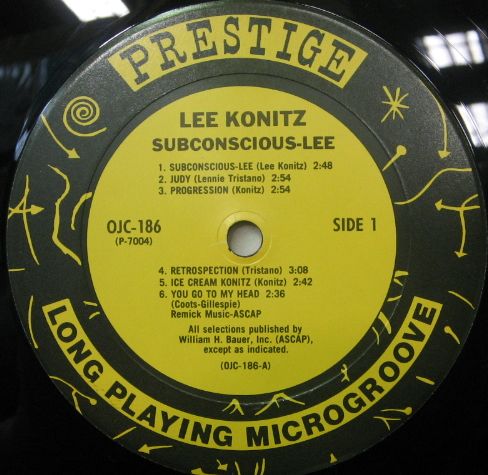 PRESTIGE
LEE KONITZ
SUBCONSCIOUS-LEE
1. SUBCONSCIOUS-LEE (Lee Konitz) 2:48
2. JUDY (Lennie Tristano) 2:54
3. PROGRESSION (Konitz) 2:54
OJC-186
(P-7004)
SIDE 1
4. RETROSPECTION (Tristano) 3:08
5. ICE CREAM KONITZ (Konitz) 2:42
6. YOU GO TO MY HEAD 2:36
(Coots-Gillespie)
Remick Music-ASCAP
All selections published by
William H. Bauer, Inc. (ASCAP),
except as indicated.
(OJC-186-A)
LONG PLAYING MICROGROOVE